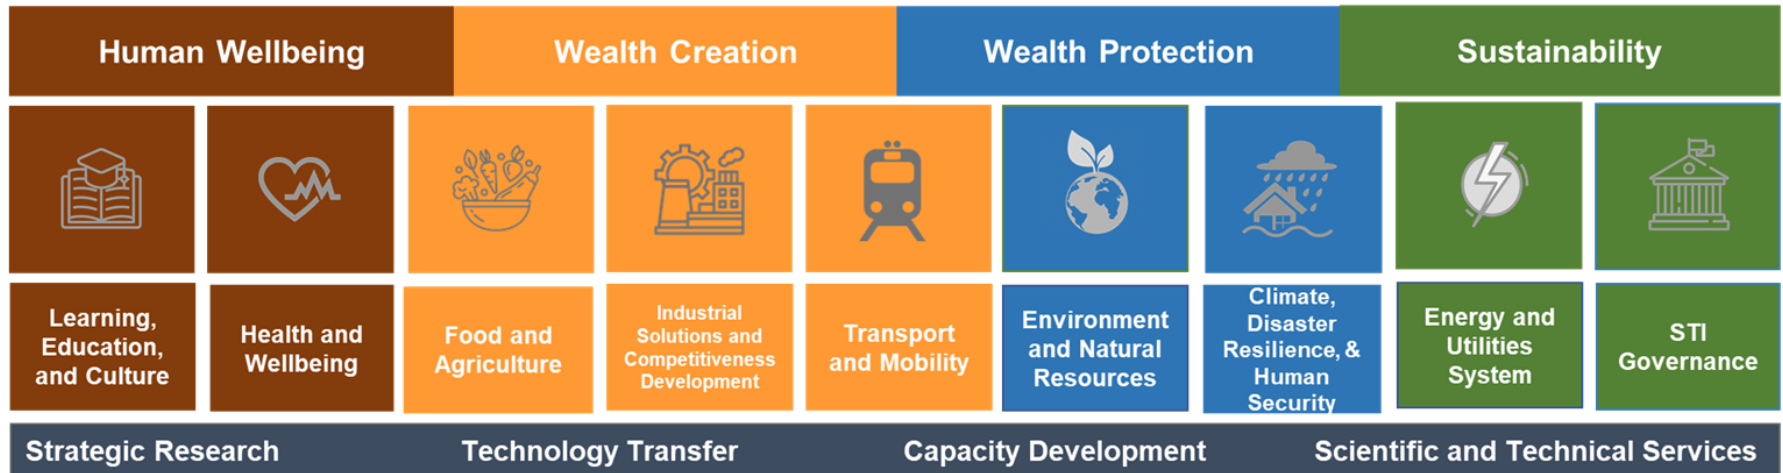 Human Wellbeing
Wealth Creation
Wealth Protection
Sustainability
Learning,
Education,
and Culture
Health and
Wellbeing
Food and
Agriculture
Industrial
Solutions and
Competitiveness
Development
Transport
and Mobility
Environment
and Natural
Resources
Climate,
Disaster
Resilience, &
Human
Security
Energy and
Utilities
System
STI
Governance
Strategic Research
Technology Transfer
Capacity Development
Scientific and Technical Services